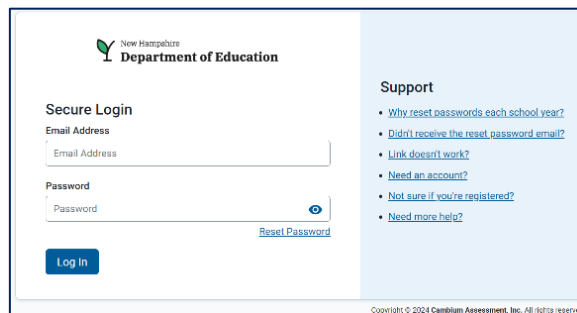 New Hampshire
Department of Education
Secure Login
Email Address
Email Address
Password
Password
Reset Password
Log In
Support
Why reset passwords each school year?
Didn't receive the reset password email?
Link doesn't work?
Need an account?
Not sure if you're registered?
Need more help?
Copyright © 2024 Cambium Assessment, Inc. All rights reserve